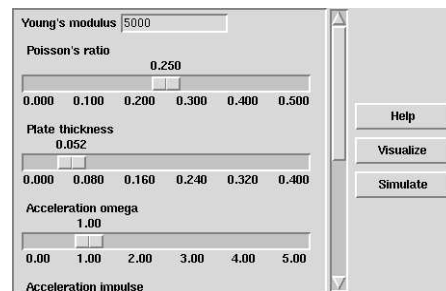 Young's modulus 5000
Poisson's ratio
0.250
0.000 0.100 0.200 0.300 0.400 0.500
Plate thickness
0.052
0.000 0.080 0.160 0.240 0.320 0.400
Acceleration omega
1.00
0.00 1.00 2.00 3.00 4.00 5.00
Acceleration impulse
Help
Visualize
Simulate